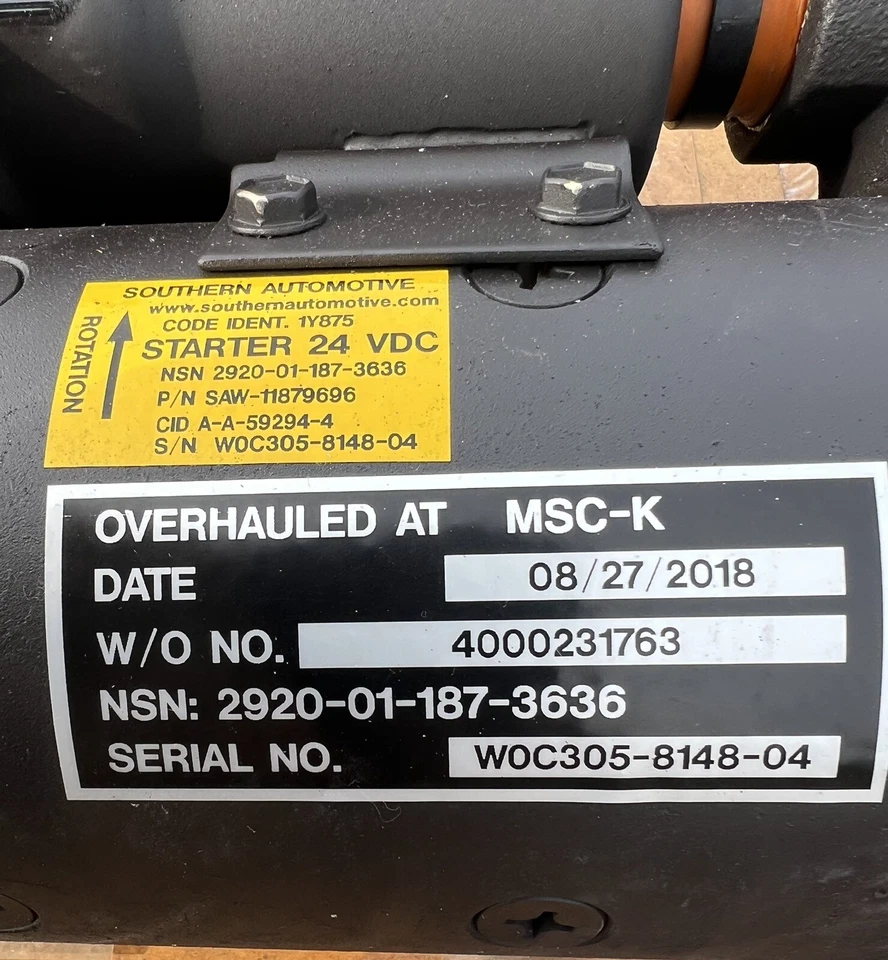 SOUTHERN AUTOMOTIVE
www.southernautomotive.com
CODE IDENT. 1Y875
STARTER 24 VDC
NSN 2920-01-187-3636
P/N SAW-11879696
CID A-A-59294-4
S/N W0C305-8148-04
ROTATION
OVERHAULED AT MSC-K
DATE 08/27/2018
W/O NO. 4000231763
NSN: 2920-01-187-3636
SERIAL NO. W0C305-8148-04